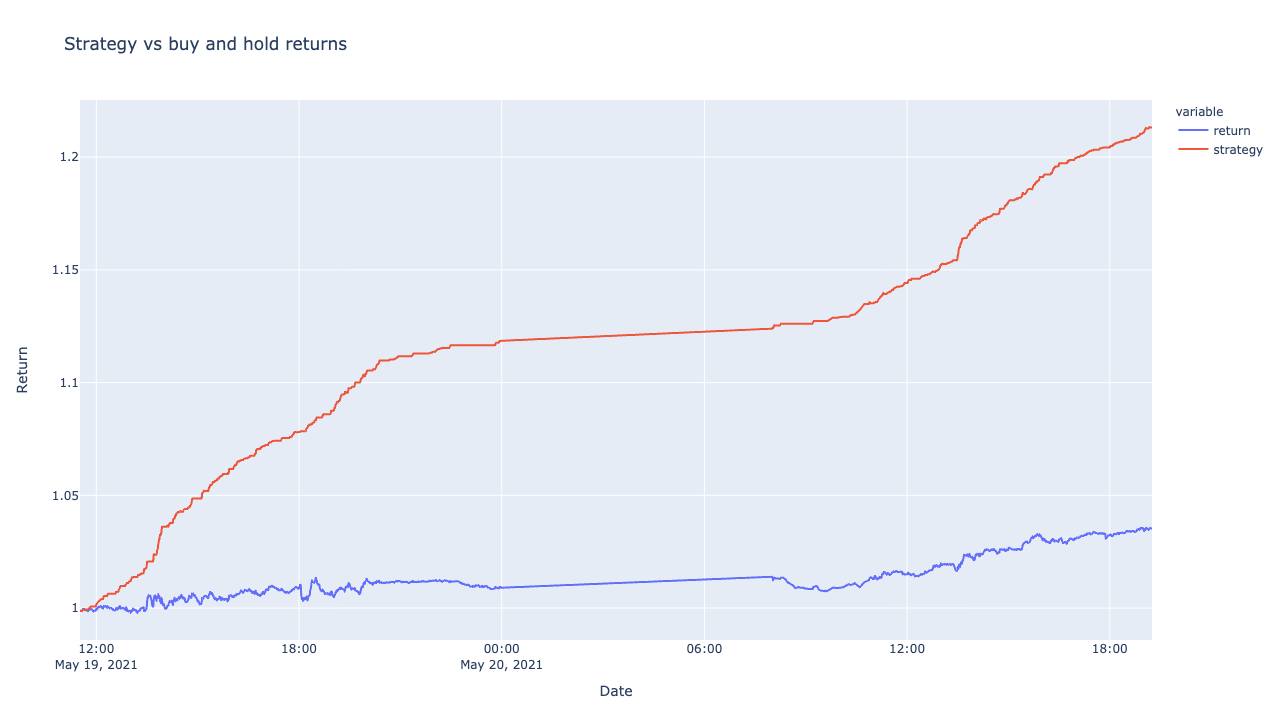 Strategy vs buy and hold returns
variable
return
strategy
1.2
1.15
1.1
1.05
1
Return
12:00
May 19, 2021
18:00
00:00
May 20, 2021
06:00
12:00
18:00
Date